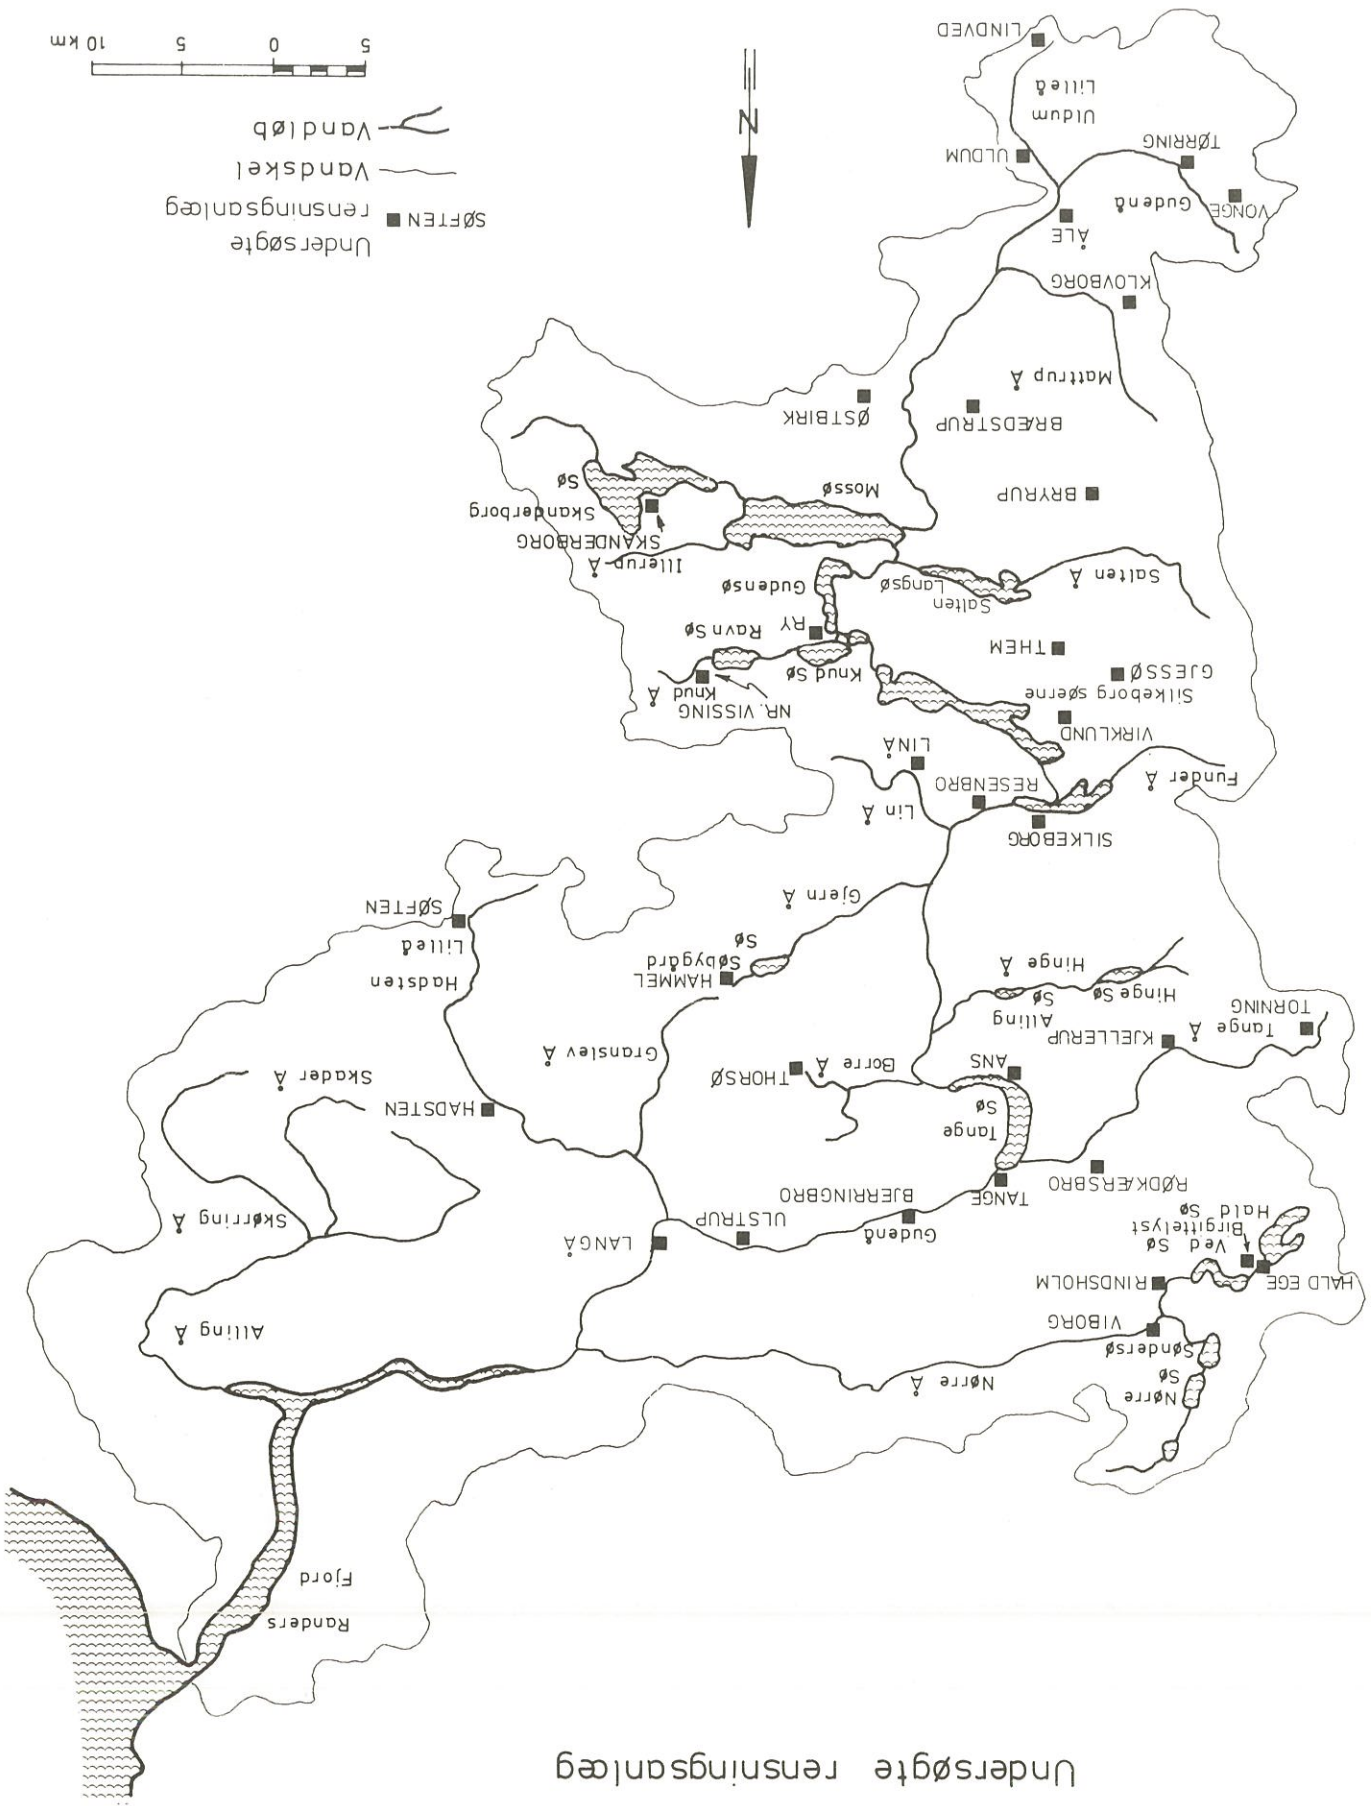 Undersøgte rensningsanlæg
Randers
Fjord
Nørre
Sø
Søndersø
Nørre Å
VIBORG
Alling Å
RINDSHOLM
HALD EGE
Ved Sø
Birgittelyst
Hald
Sø
LANGÅ
ULSTRUP
Gudenå
BJERRINGBRO
Skørring Å
TANGE
RØDKÆRSBRO
Tange
Sø
HADSTEN
Skader Å
THORSØ
Borre Å
ANS
Granslev Å
KJELLERUP
Tange Å
TORNING
Alling
Sø
Hinge Sø
Hinge Å
Hadsten
Lilleå
HAMMEL
Søbygård
Sø
SØFTEN
Gjern Å
SILKEBORG
Lin Å
RESENBRO
Funder Å
LINÅ
VIRKLUND
NR. VISSING
Knud Å
Silkeborg søerne
GJESSØ
Knud Sø
THEM
Ravn Sø
RY
Gudensø
Salten
Langsø
Salten Å
Illerup Å
SKANDERBORG
Skanderborg
Sø
Mossø
BRYRUP
ØSTBIRK
BRÆDSTRUP
Mattrup Å
KLOVBORG
ÅLE
Gudenå
VONGE
TØRRING
ULDUM
Uldum
Lilleå
LINDVED
N
SØFTEN
Undersøgte
rensningsanlæg
Vandskel
Vandløb
5 0 5 10 km